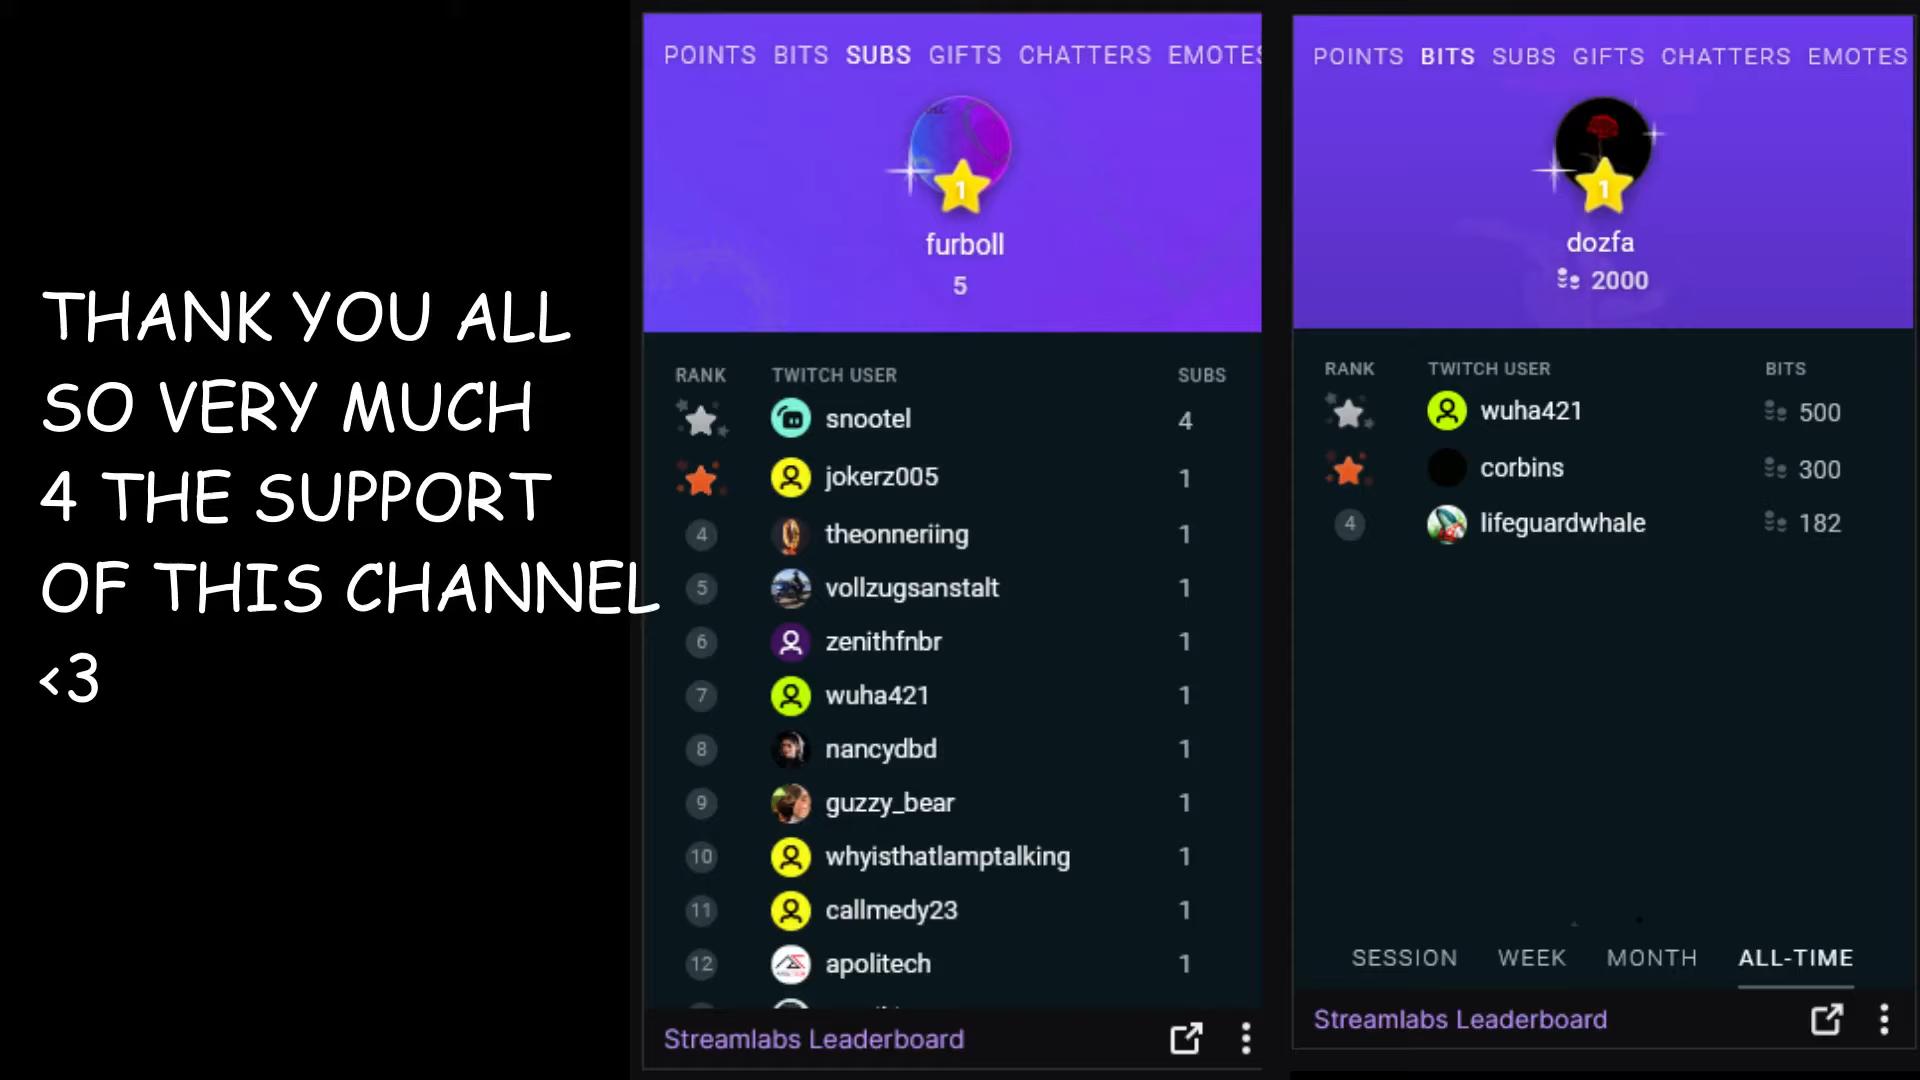 THANK YOU ALL
SO VERY MUCH
4 THE SUPPORT
OF THIS CHANNEL
<3
POINTS BITS SUBS GIFTS CHATTERS EMOTES
1
furboll
5
RANK TWITCH USER SUBS
snootel 4
jokerz005 1
4 theonneriing 1
5 vollzugsanstalt 1
6 zenithfnbr 1
7 wuha421 1
8 nancydbd 1
9 guzzy_bear 1
10 whyisthatlamptalking 1
11 callmedy23 1
12 apolitech 1
Streamlabs Leaderboard
POINTS BITS SUBS GIFTS CHATTERS EMOTES
1
dozfa
2000
RANK TWITCH USER BITS
wuha421 500
corbins 300
4 lifeguardwhale 182
SESSION WEEK MONTH ALL-TIME
Streamlabs Leaderboard